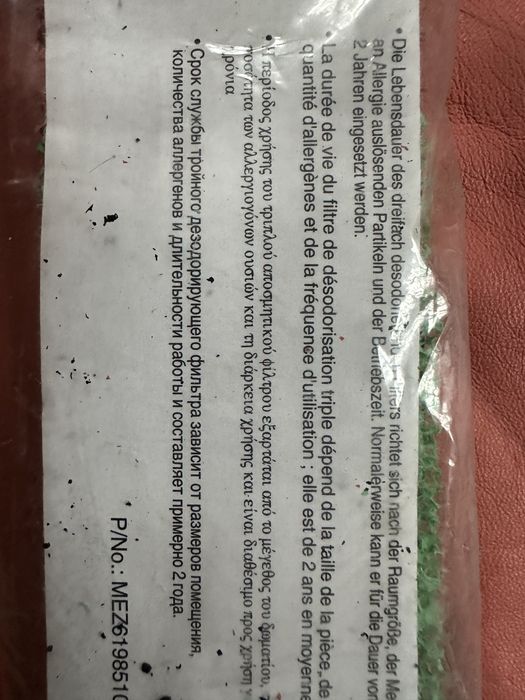 • Die Lebensdauer des dreifach desodor richtet sich nach der Raumgröße, der Me
an Allergie auslösenden Partikeln und der Betriebszeit. Normalerweise kann er für die Dauer vor
2 Jahren eingesetzt werden.
• La durée de vie du filtre de désodorisation triple dépend de la taille de la pièce, de
quantité d'allergènes et de la fréquence d'utilisation ; elle est de 2 ans en moyenne
• Η περίοδος χρήσης του τριπλού αποσμητικού φίλτρου εξαρτάται από το μέγεθος του δωματίου,
ποσότητα των αλλεργιογόνων ουσιών και τη διάρκεια χρήσης και είναι διαθέσιμο προς χρήση γ
χρόνια
• Срок службы тройного дезодорирующего фильтра зависит от размеров помещения,
количества аллергенов и длительности работы и составляет примерно 2 года.
P/No.: MEZ6198510